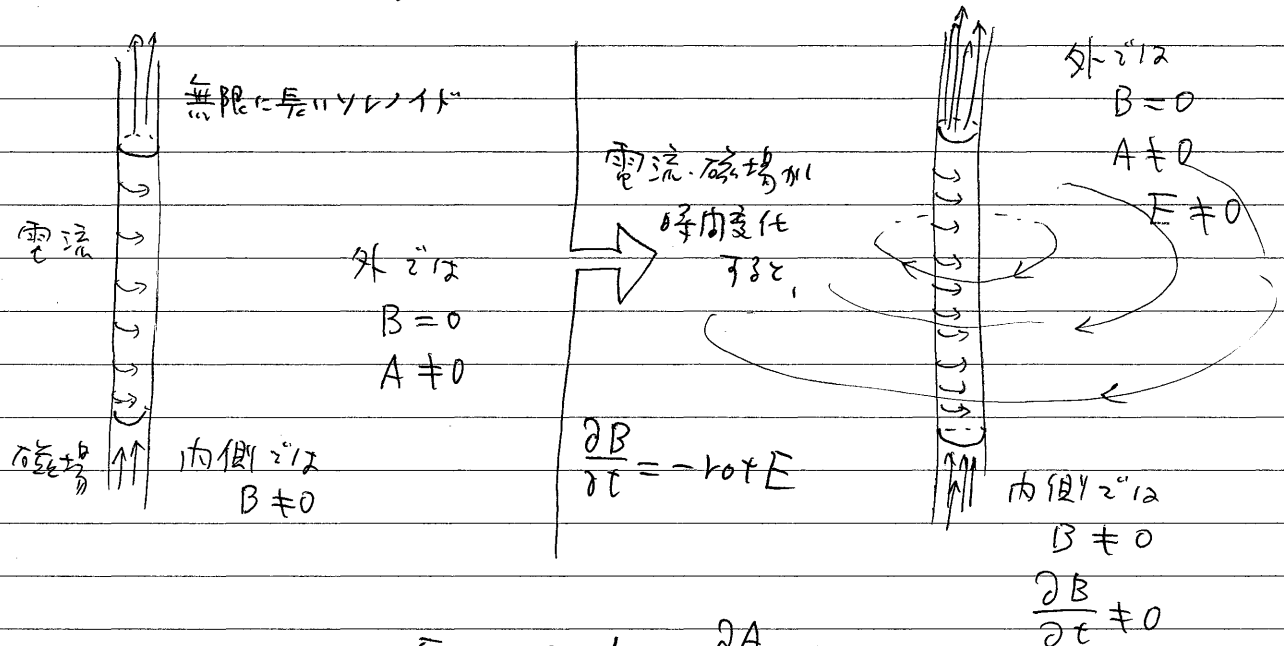 無限に長いソレノイド
電流
外では
B = 0
A ≠ 0
磁場
内側では
B ≠ 0
電流・磁場が
時間変化
すると、
∂B/∂t = -rot E
外では
B = 0
A ≠ 0
E ≠ 0
内側では
B ≠ 0
∂B/∂t ≠ 0
∂A